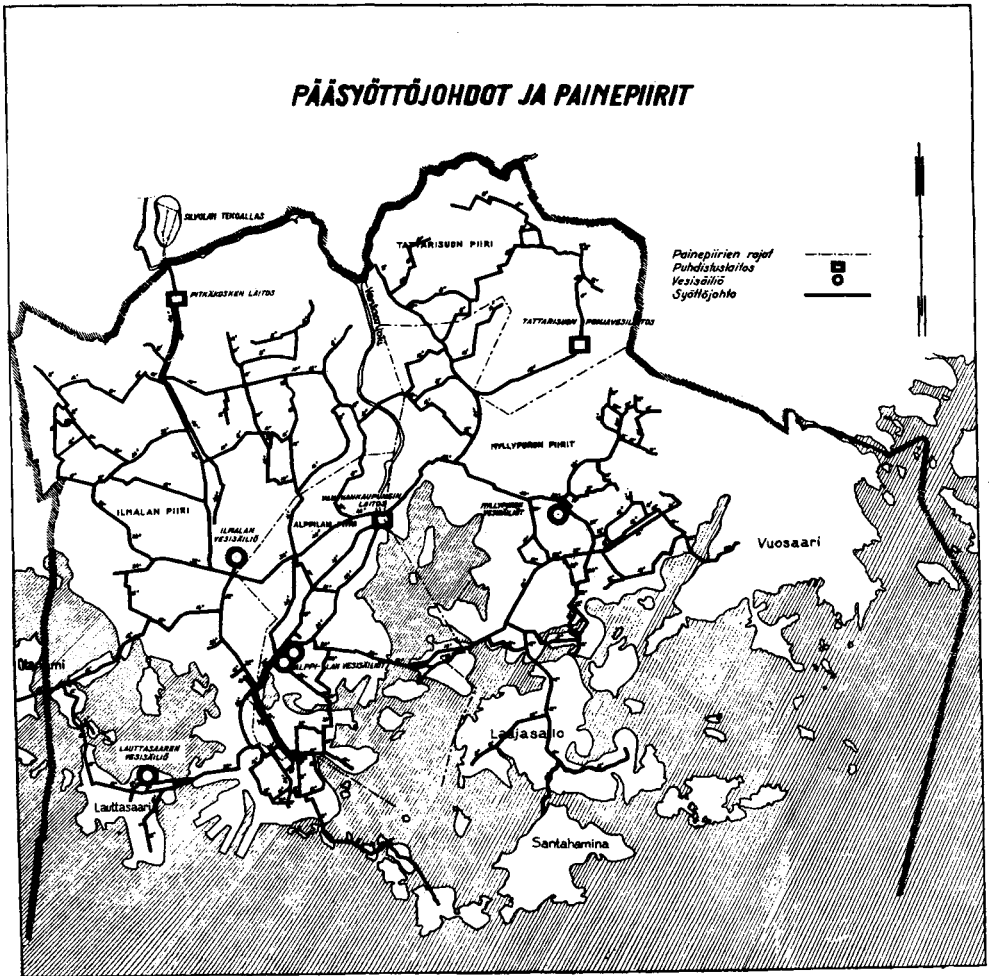 PÄÄSYÖTTÖJOHDOT JA PAINEPIIRIT
SILVOLAN TEKOALLAS
TATTARISUON PIIRI
Painepiirien rajat
Puhdistuslaitos
Vesisäiliö
Syöttöjohto
PITKÄKOSKEN LAITOS
TATTARISUON POHJAVESILAITOS
MYLLYPURON PIIRIT
VANHANKAUPUNGIN
LAITOS
ILMALAN PIIRI
ILMALAN
VESISÄILIÖ
ALPPILAN PIIRI
MYLLYPURON
VESISÄILIÖT
Vuosaari
ALPPILAN VESISÄILIÖT
Otaniemi
Laajasalo
LAUTTASAAREN
VESISÄILIÖ
Lauttasaari
Santahamina